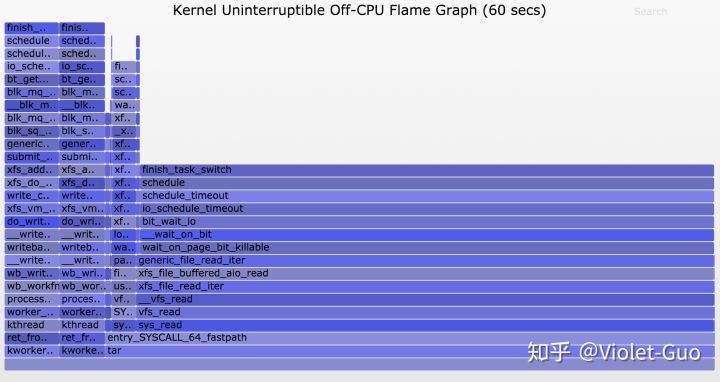 Kernel Uninterruptible Off-CPU Flame Graph (60 secs)
Search
finish_.. finis..
schedule sched..
schedul.. sched..
io_sche.. io_sc.. fi..
bt_get... bt_ge.. sc..
blk_mq_.. blk_m.. sc..
__blk_m.. __blk.. wa..
blk_mq_.. blk_m.. xf..
blk_sq_.. blk_s.. _x..
generic.. gener.. xf..
submit_.. submi.. xf..
xfs_add.. xfs_a.. xf.. finish_task_switch
xfs_do_.. xfs_d.. xf.. schedule
write_c.. write.. xf.. schedule_timeout
xfs_vm_.. xfs_vm.. xf.. io_schedule_timeout
do_writ.. do_wri.. xf.. bit_wait_io
__write.. __writ.. lo.. __wait_on_bit
writeba.. writeb.. wa.. wait_on_page_bit_killable
__write.. __writ.. pa.. generic_file_read_iter
wb_writ.. wb_wri.. fi.. xfs_file_buffered_aio_read
wb_workfn wb_wor.. us.. xfs_file_read_iter
process.. proces.. vf.. __vfs_read
worker_.. worker.. SY.. vfs_read
kthread kthread sy.. sys_read
ret_fro.. ret_fr.. entry_SYSCALL_64_fastpath
kworker.. kworke.. tar
知乎 @Violet-Guo